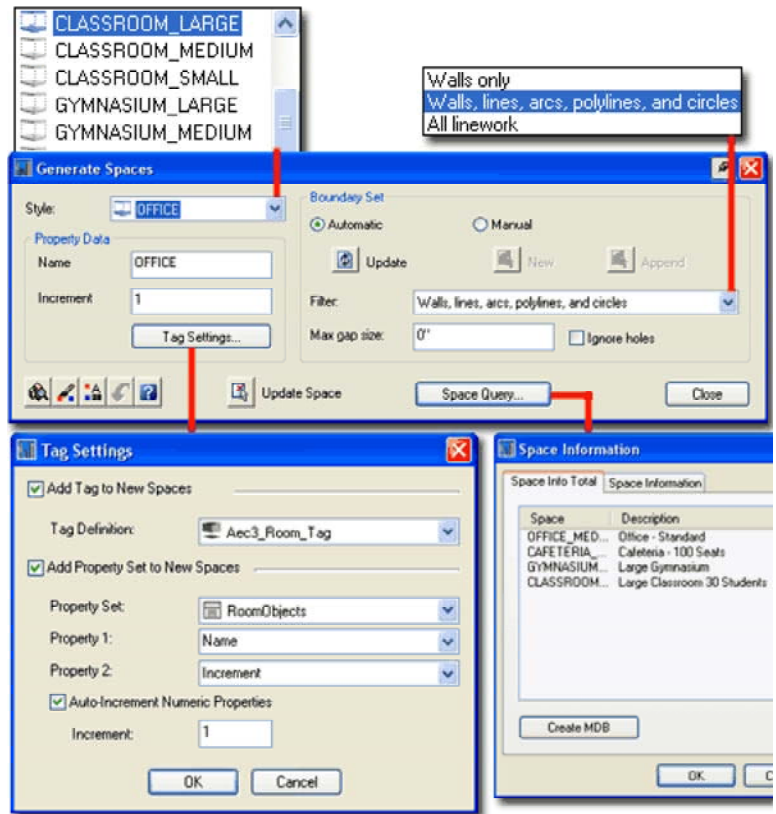 CLASSROOM_LARGE
CLASSROOM_MEDIUM
CLASSROOM_SMALL
GYMNASIUM_LARGE
GYMNASIUM_MEDIUM
Walls only
Walls, lines, arcs, polylines, and circles
All linework
Generate Spaces
Style:
OFFICE
Property Data
Name
OFFICE
Increment
1
Tag Settings...
Boundary Set
Automatic
Manual
Update
New
Append
Filter:
Walls, lines, arcs, polylines, and circles
Max gap size:
0"
Ignore holes
Update Space
Space Query...
Close
Tag Settings
Add Tag to New Spaces
Tag Definition:
Aec3_Room_Tag
Add Property Set to New Spaces
Property Set:
RoomObjects
Property 1:
Name
Property 2:
Increment
Auto-Increment Numeric Properties
Increment:
1
OK
Cancel
Space Information
Space Info Total
Space Information
Space Description
OFFICE_MED... Office - Standard
CAFETERIA_... Cafeteria - 100 Seats
GYMNASIUM... Large Gymnasium
CLASSROOM... Large Classroom 30 Students
Create MDB
OK
C